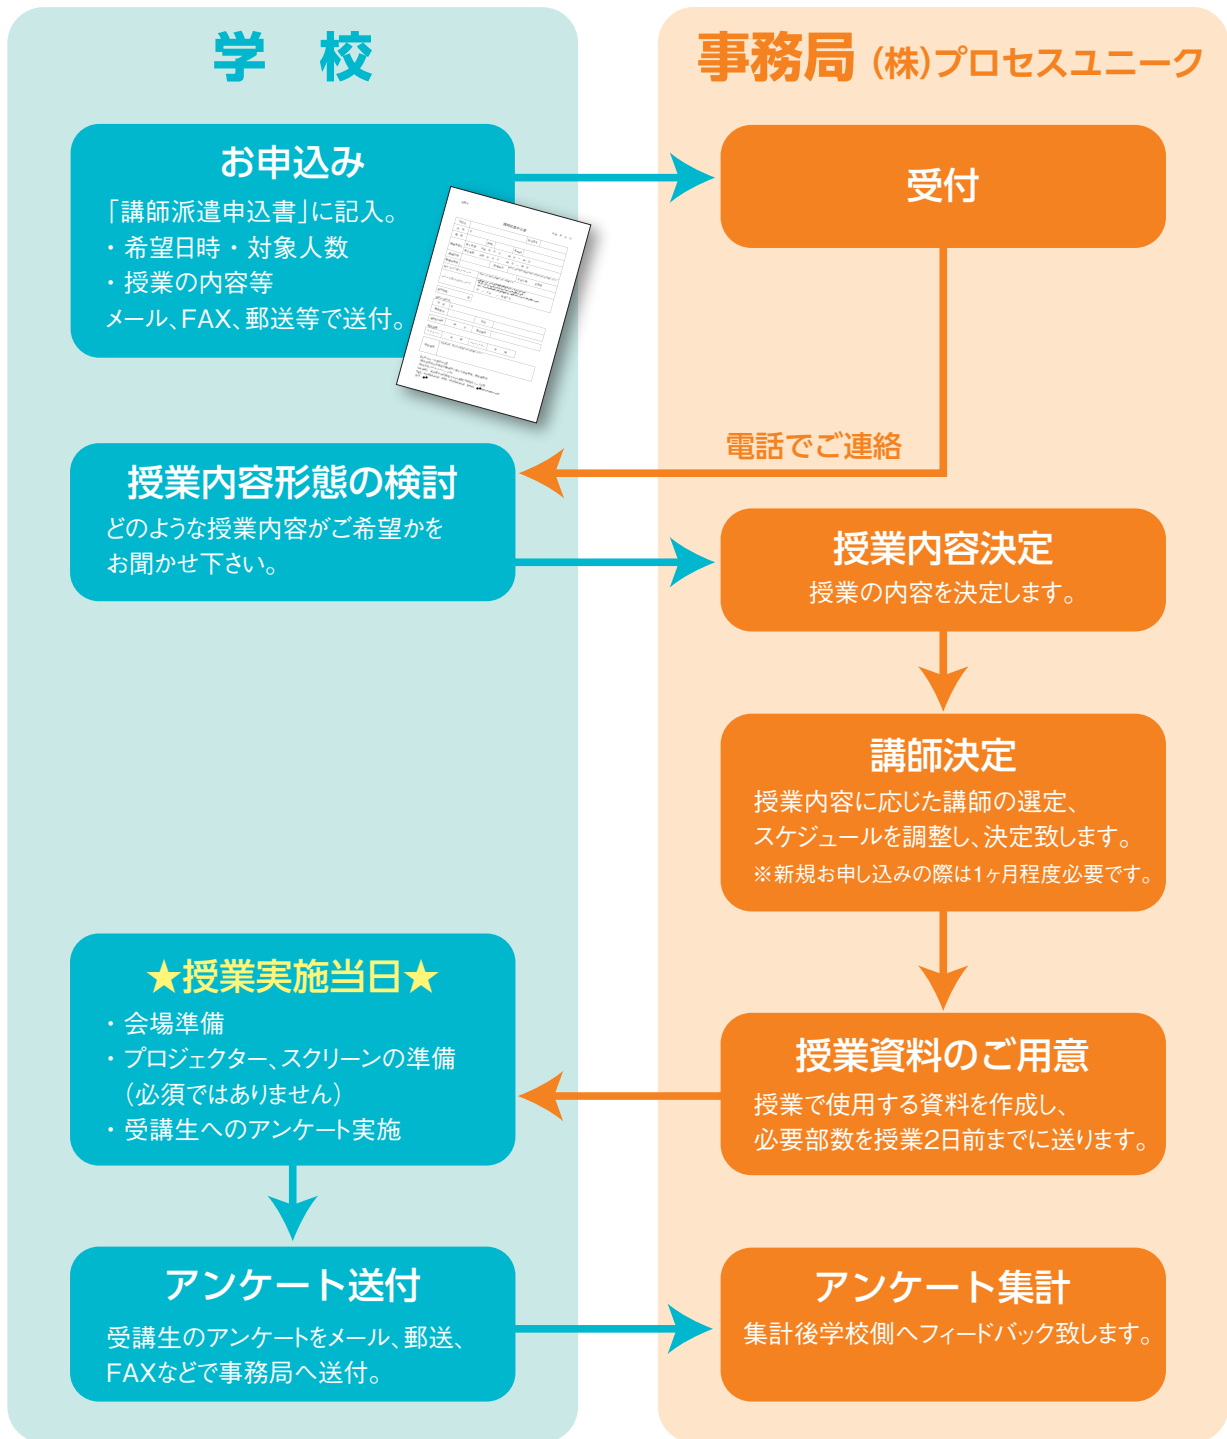 学 校
事務局 (株)プロセスユニーク
お申込み
「講師派遣申込書」に記入。
・希望日時・対象人数
・授業の内容等
メール、FAX、郵送等で送付。
受付
電話でご連絡
授業内容形態の検討
どのような授業内容がご希望かを
お聞かせ下さい。
授業内容決定
授業の内容を決定します。
講師決定
授業内容に応じた講師の選定、
スケジュールを調整し、決定致します。
※新規お申し込みの際は1ヶ月程度必要です。
授業資料のご用意
授業で使用する資料を作成し、
必要部数を授業2日前までに送ります。
★授業実施当日★
・会場準備
・プロジェクター、スクリーンの準備
（必須ではありません）
・受講生へのアンケート実施
アンケート送付
受講生のアンケートをメール、郵送、
FAXなどで事務局へ送付。
アンケート集計
集計後学校側へフィードバック致します。